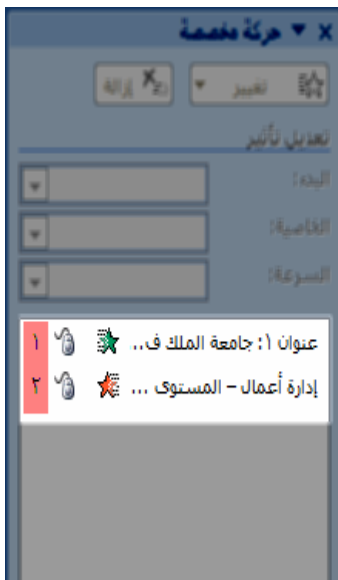 حركة مخصصة
تغيير إزالة
تعديل تأثير
البدء:
الخاصية:
السرعة:
عنوان ١: جامعة الملك ف.. ١
إدارة أعمال – المستوى ... ٢